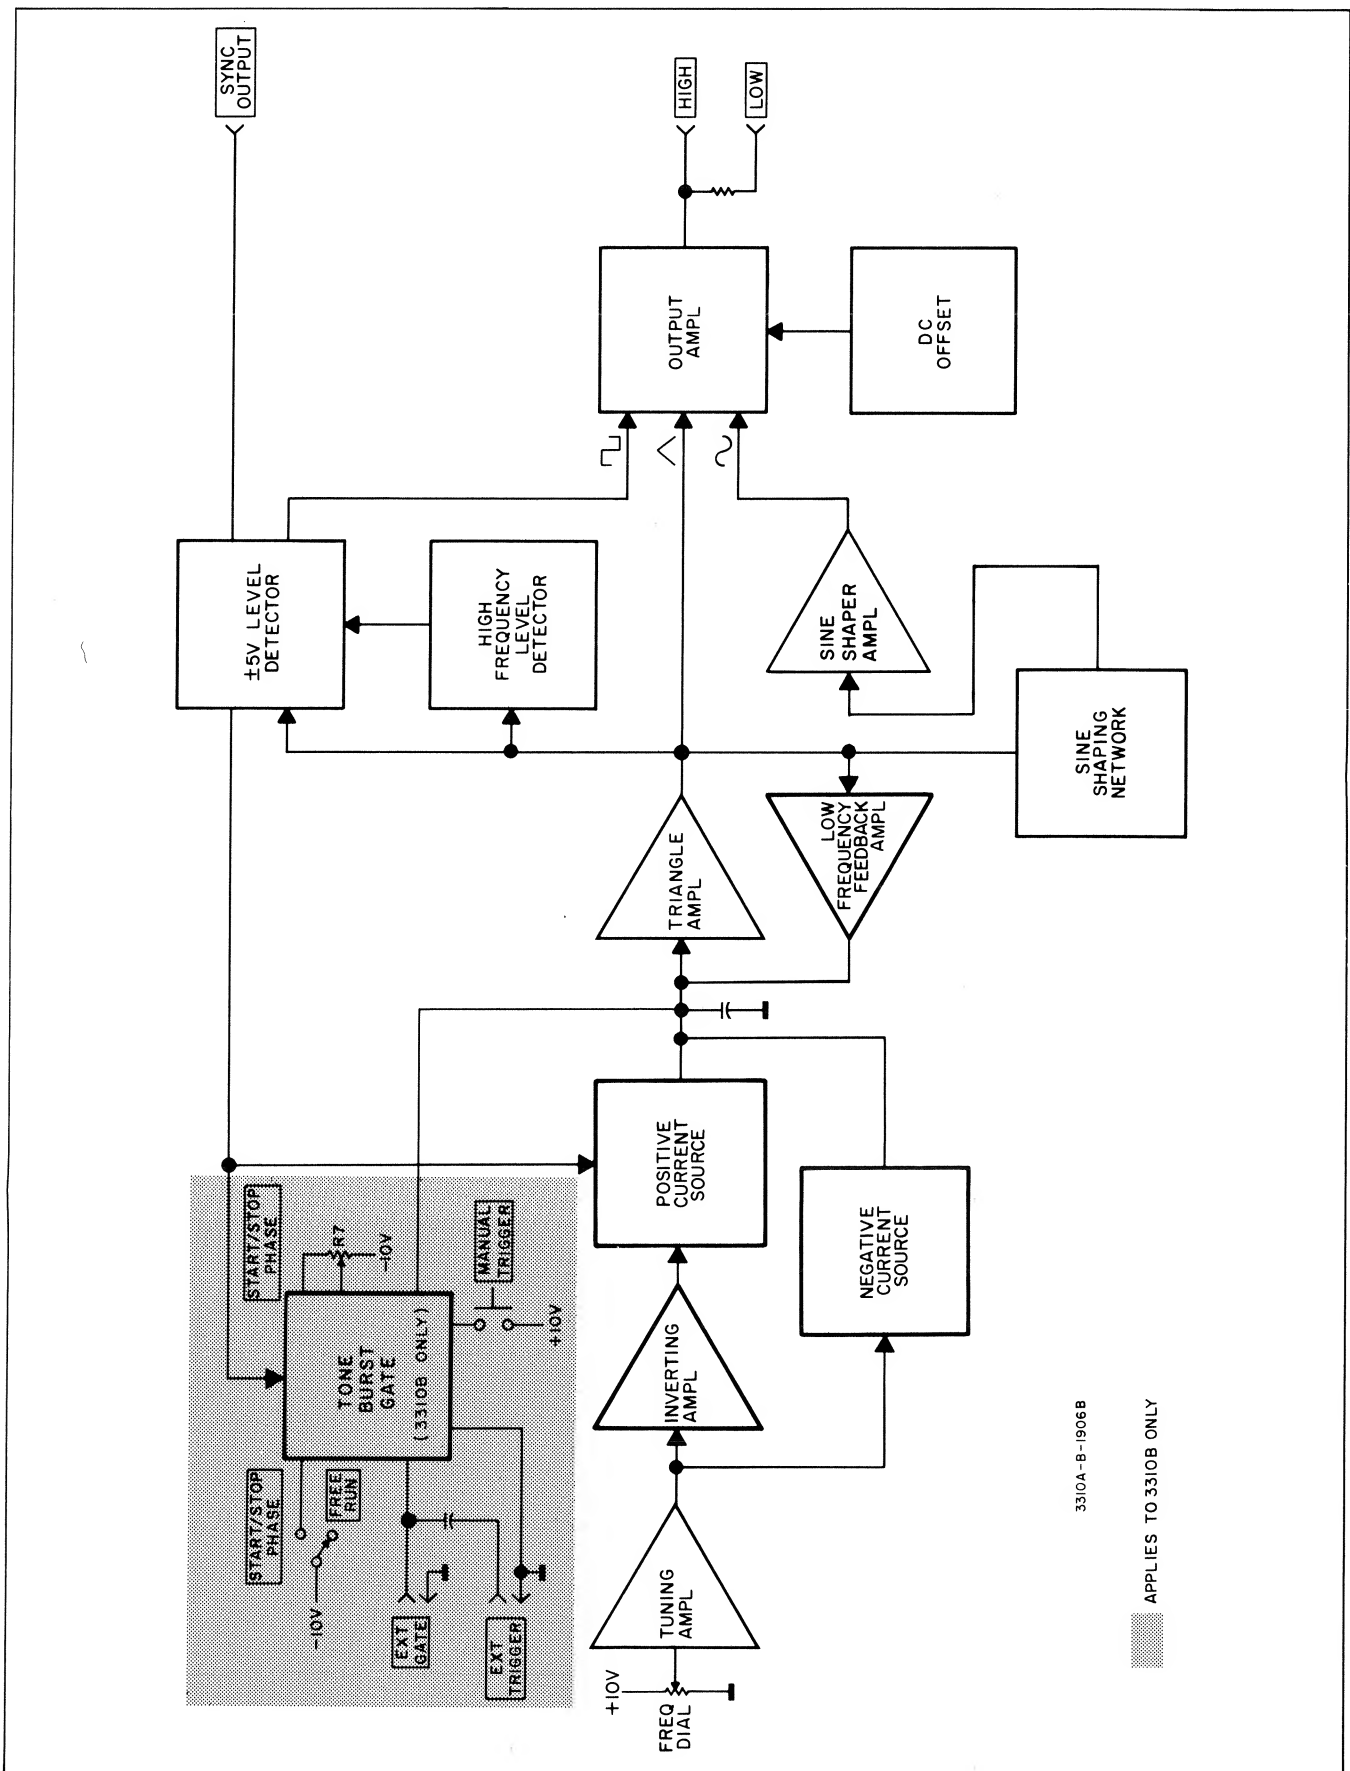 SYNC
OUTPUT
HIGH
LOW
OUTPUT
AMPL
DC
OFFSET
±5V LEVEL
DETECTOR
HIGH
FREQUENCY
LEVEL
DETECTOR
SINE
SHAPER
AMPL
SINE
SHAPING
NETWORK
TRIANGLE
AMPL
LOW
FREQUENCY
FEEDBACK
AMPL
START/STOP
PHASE
R7
-10V
MANUAL
TRIGGER
+10V
TONE
BURST
GATE
(3310B ONLY)
START/STOP
PHASE
FREE
RUN
-10V
EXT
GATE
EXT
TRIGGER
POSITIVE
CURRENT
SOURCE
NEGATIVE
CURRENT
SOURCE
INVERTING
AMPL
TUNING
AMPL
+10V
FREQ
DIAL
3310A-B-1906B
APPLIES TO 3310B ONLY